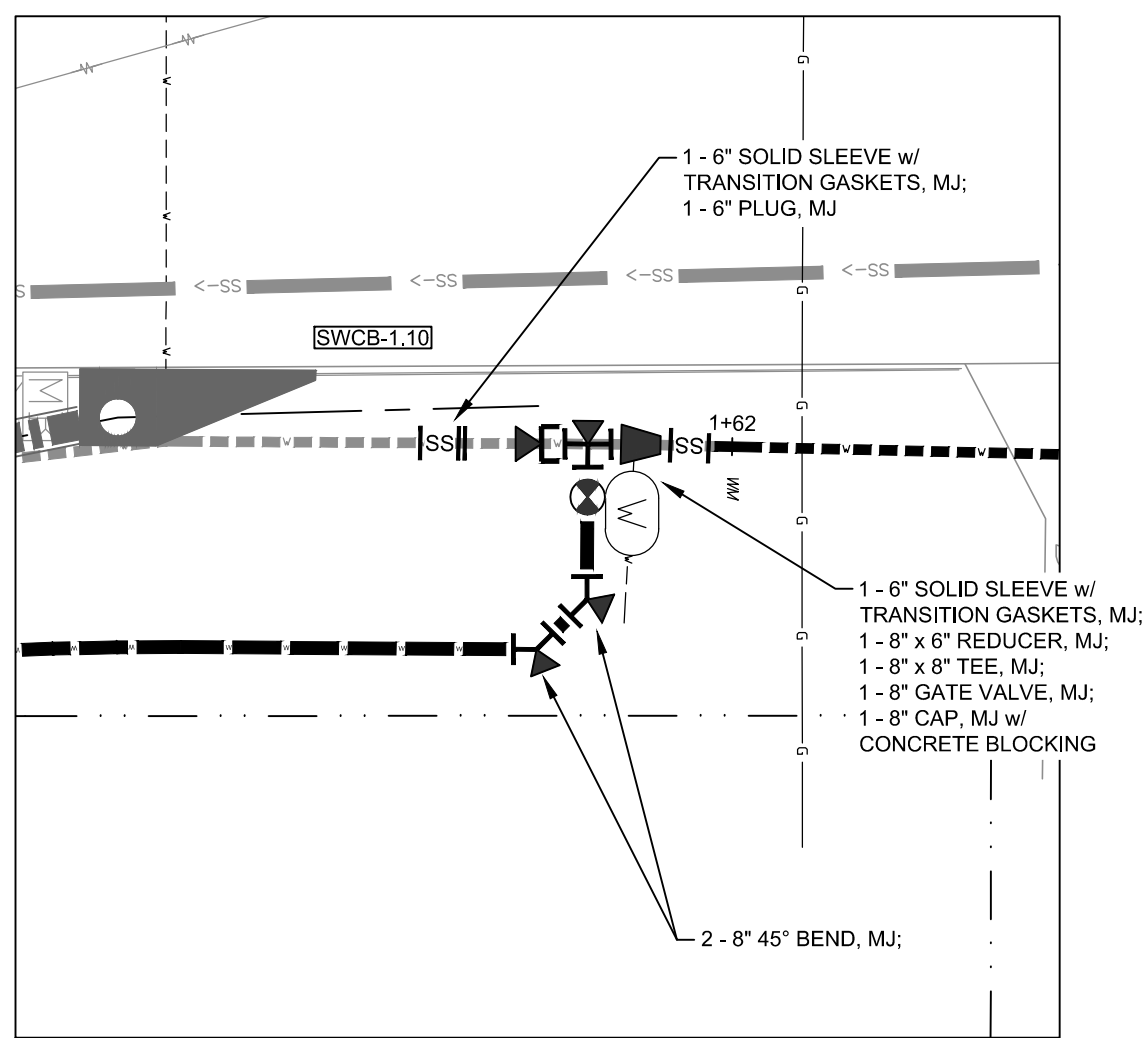 1 - 6" SOLID SLEEVE w/
TRANSITION GASKETS, MJ;
1 - 6" PLUG, MJ
S <-SS <-SS <-SS <-SS
SWCB-1.10
M
SS
W
W
SS
1+62
W
W
WM
W
W
W
W
W
W
W
W
W
W
W
W
G
G
G
G
G
G
1 - 6" SOLID SLEEVE w/
TRANSITION GASKETS, MJ;
1 - 8" x 6" REDUCER, MJ;
1 - 8" x 8" TEE, MJ;
1 - 8" GATE VALVE, MJ;
1 - 8" CAP, MJ w/
CONCRETE BLOCKING
2 - 8" 45° BEND, MJ;